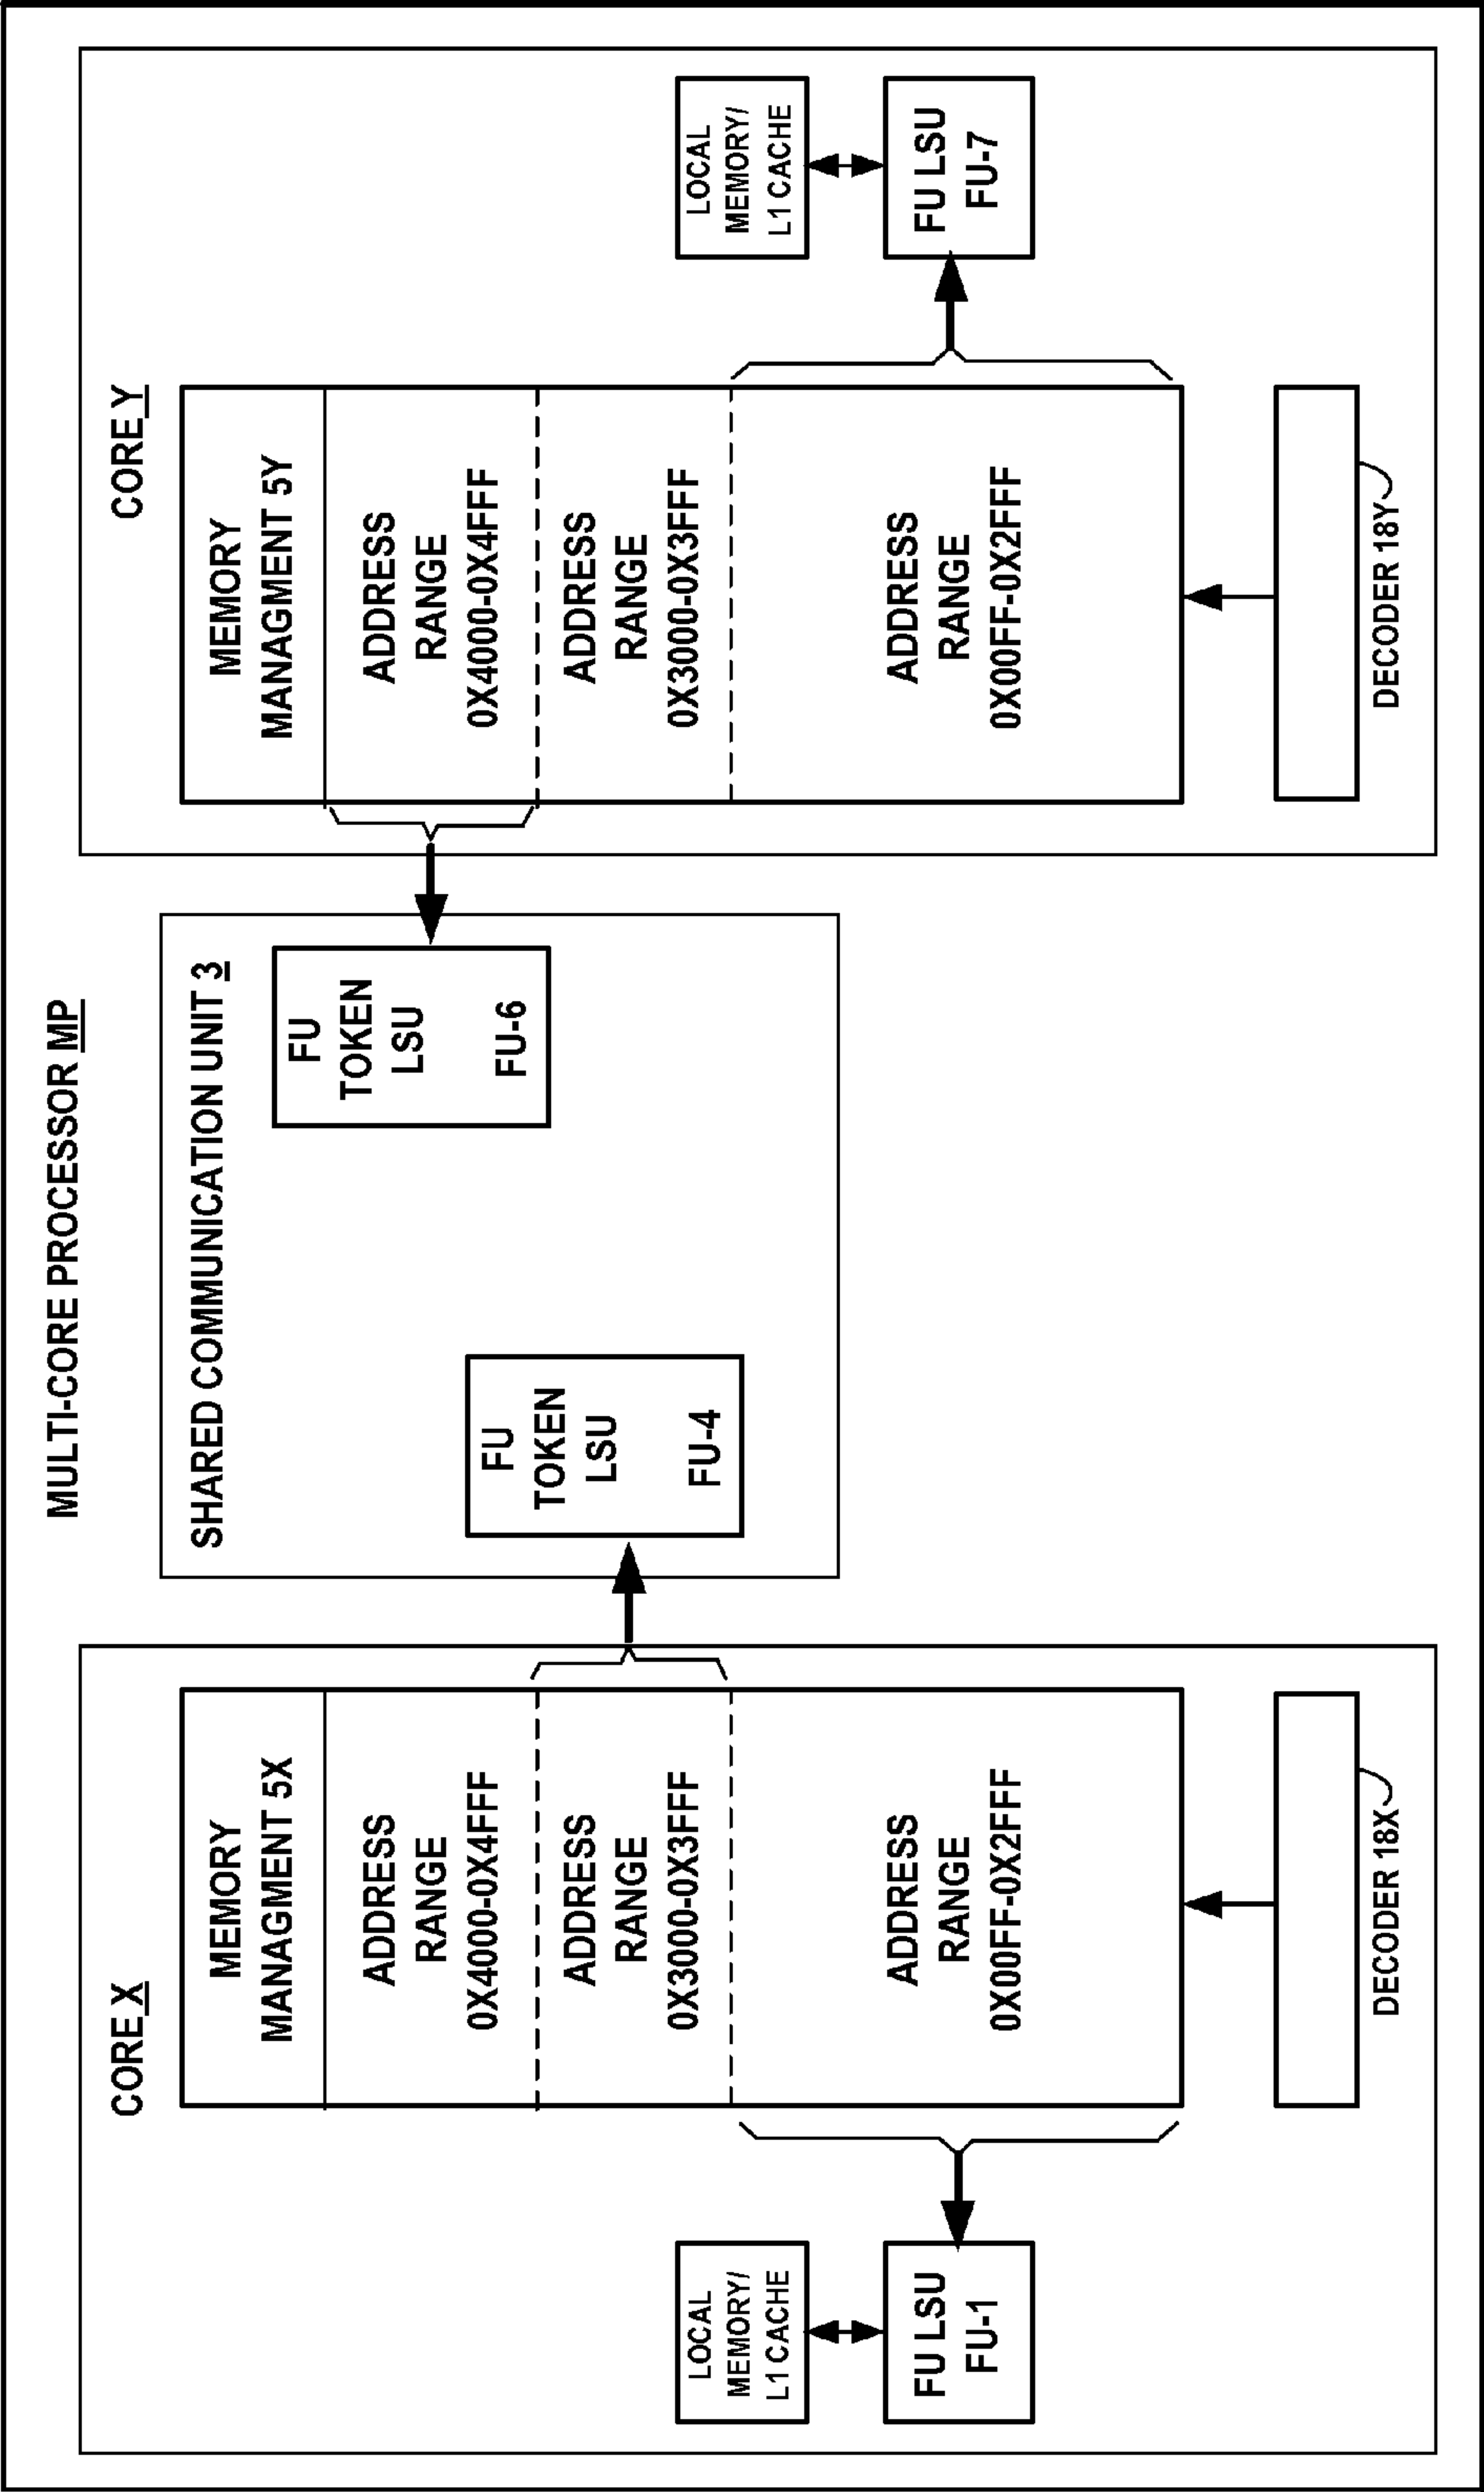 MULTI-CORE PROCESSOR MP
CORE X
MEMORY
MANAGMENT 5X
ADDRESS
RANGE
0X4000-0X4FFF
ADDRESS
RANGE
0X3000-0X3FFF
ADDRESS
RANGE
0X00FF-0X2FFF
LOCAL
MEMORY/
L1 CACHE
FU LSU
FU-1
DECODER 18X
SHARED COMMUNICATION UNIT 3
FU
TOKEN
LSU
FU-4
FU
TOKEN
LSU
FU-6
CORE Y
MEMORY
MANAGMENT 5Y
ADDRESS
RANGE
0X4000-0X4FFF
ADDRESS
RANGE
0X3000-0X3FFF
ADDRESS
RANGE
0X00FF-0X2FFF
LOCAL
MEMORY/
L1 CACHE
FU LSU
FU-7
DECODER 18Y